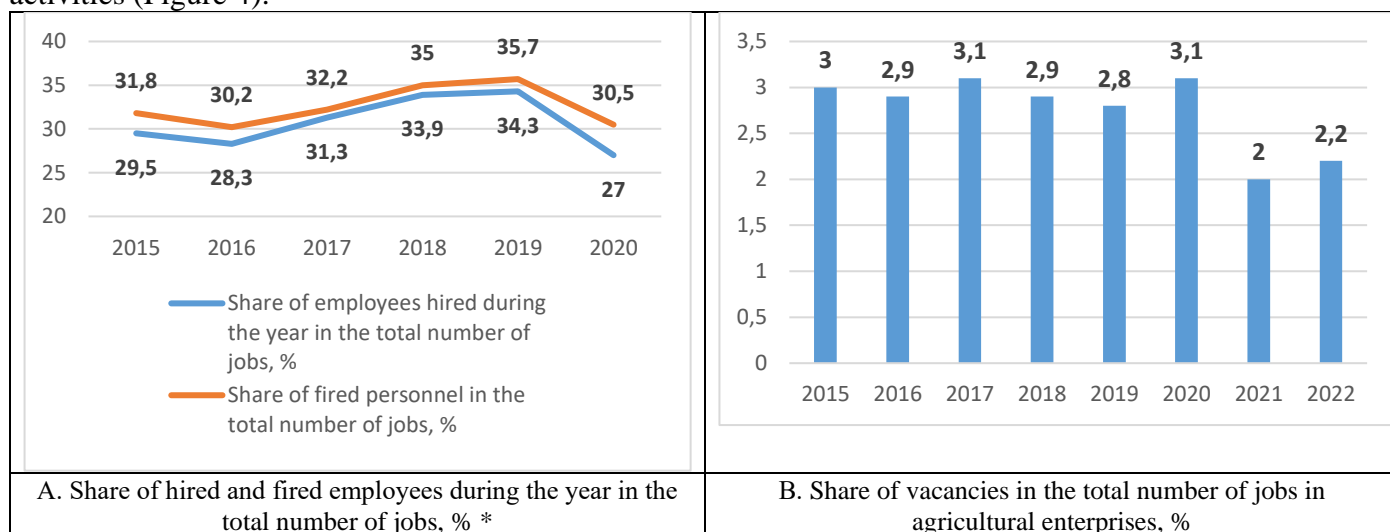 activities (Figure 4).
40
35
30
25
20
31,8
30,2
32,2
35
35,7
30,5
29,5
28,3
31,3
33,9
34,3
27
2015 2016 2017 2018 2019 2020
Share of employees hired during
the year in the total number of
jobs, %
Share of fired personnel in the
total number of jobs, %
3,5
3
2,5
2
1,5
1
0,5
0
3
2,9
3,1
2,9
2,8
3,1
2
2,2
2015 2016 2017 2018 2019 2020 2021 2022
A. Share of hired and fired employees during the year in the
total number of jobs, % *
B. Share of vacancies in the total number of jobs in
agricultural enterprises, %